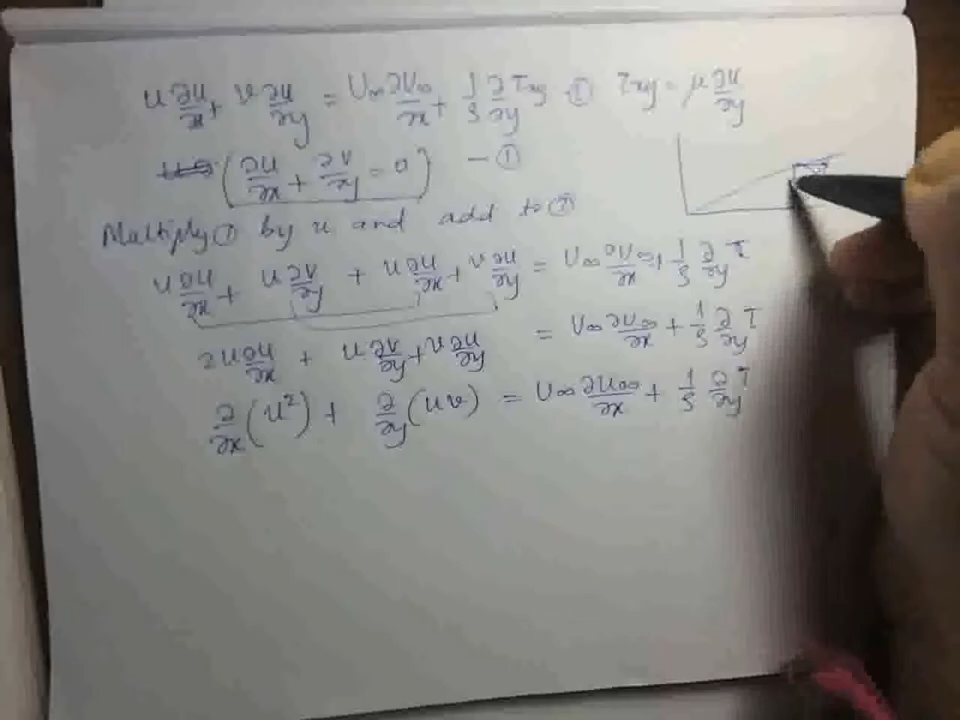 u ∂u/∂x + v ∂u/∂y = U∞ ∂U∞/∂x + 1/ρ ∂/∂y τxy — ② τxy = μ ∂u/∂y
(∂u/∂x + ∂v/∂y = 0) — ①
Multiply ① by u and add to ②
u ∂u/∂x + u ∂v/∂y + u ∂u/∂x + v ∂u/∂y = U∞ ∂U∞/∂x + 1/ρ ∂/∂y τ
2u ∂u/∂x + u ∂v/∂y + v ∂u/∂y = U∞ ∂U∞/∂x + 1/ρ ∂/∂y τ
∂/∂x (u²) + ∂/∂y (uv) = U∞ ∂U∞/∂x + 1/ρ ∂/∂y τ